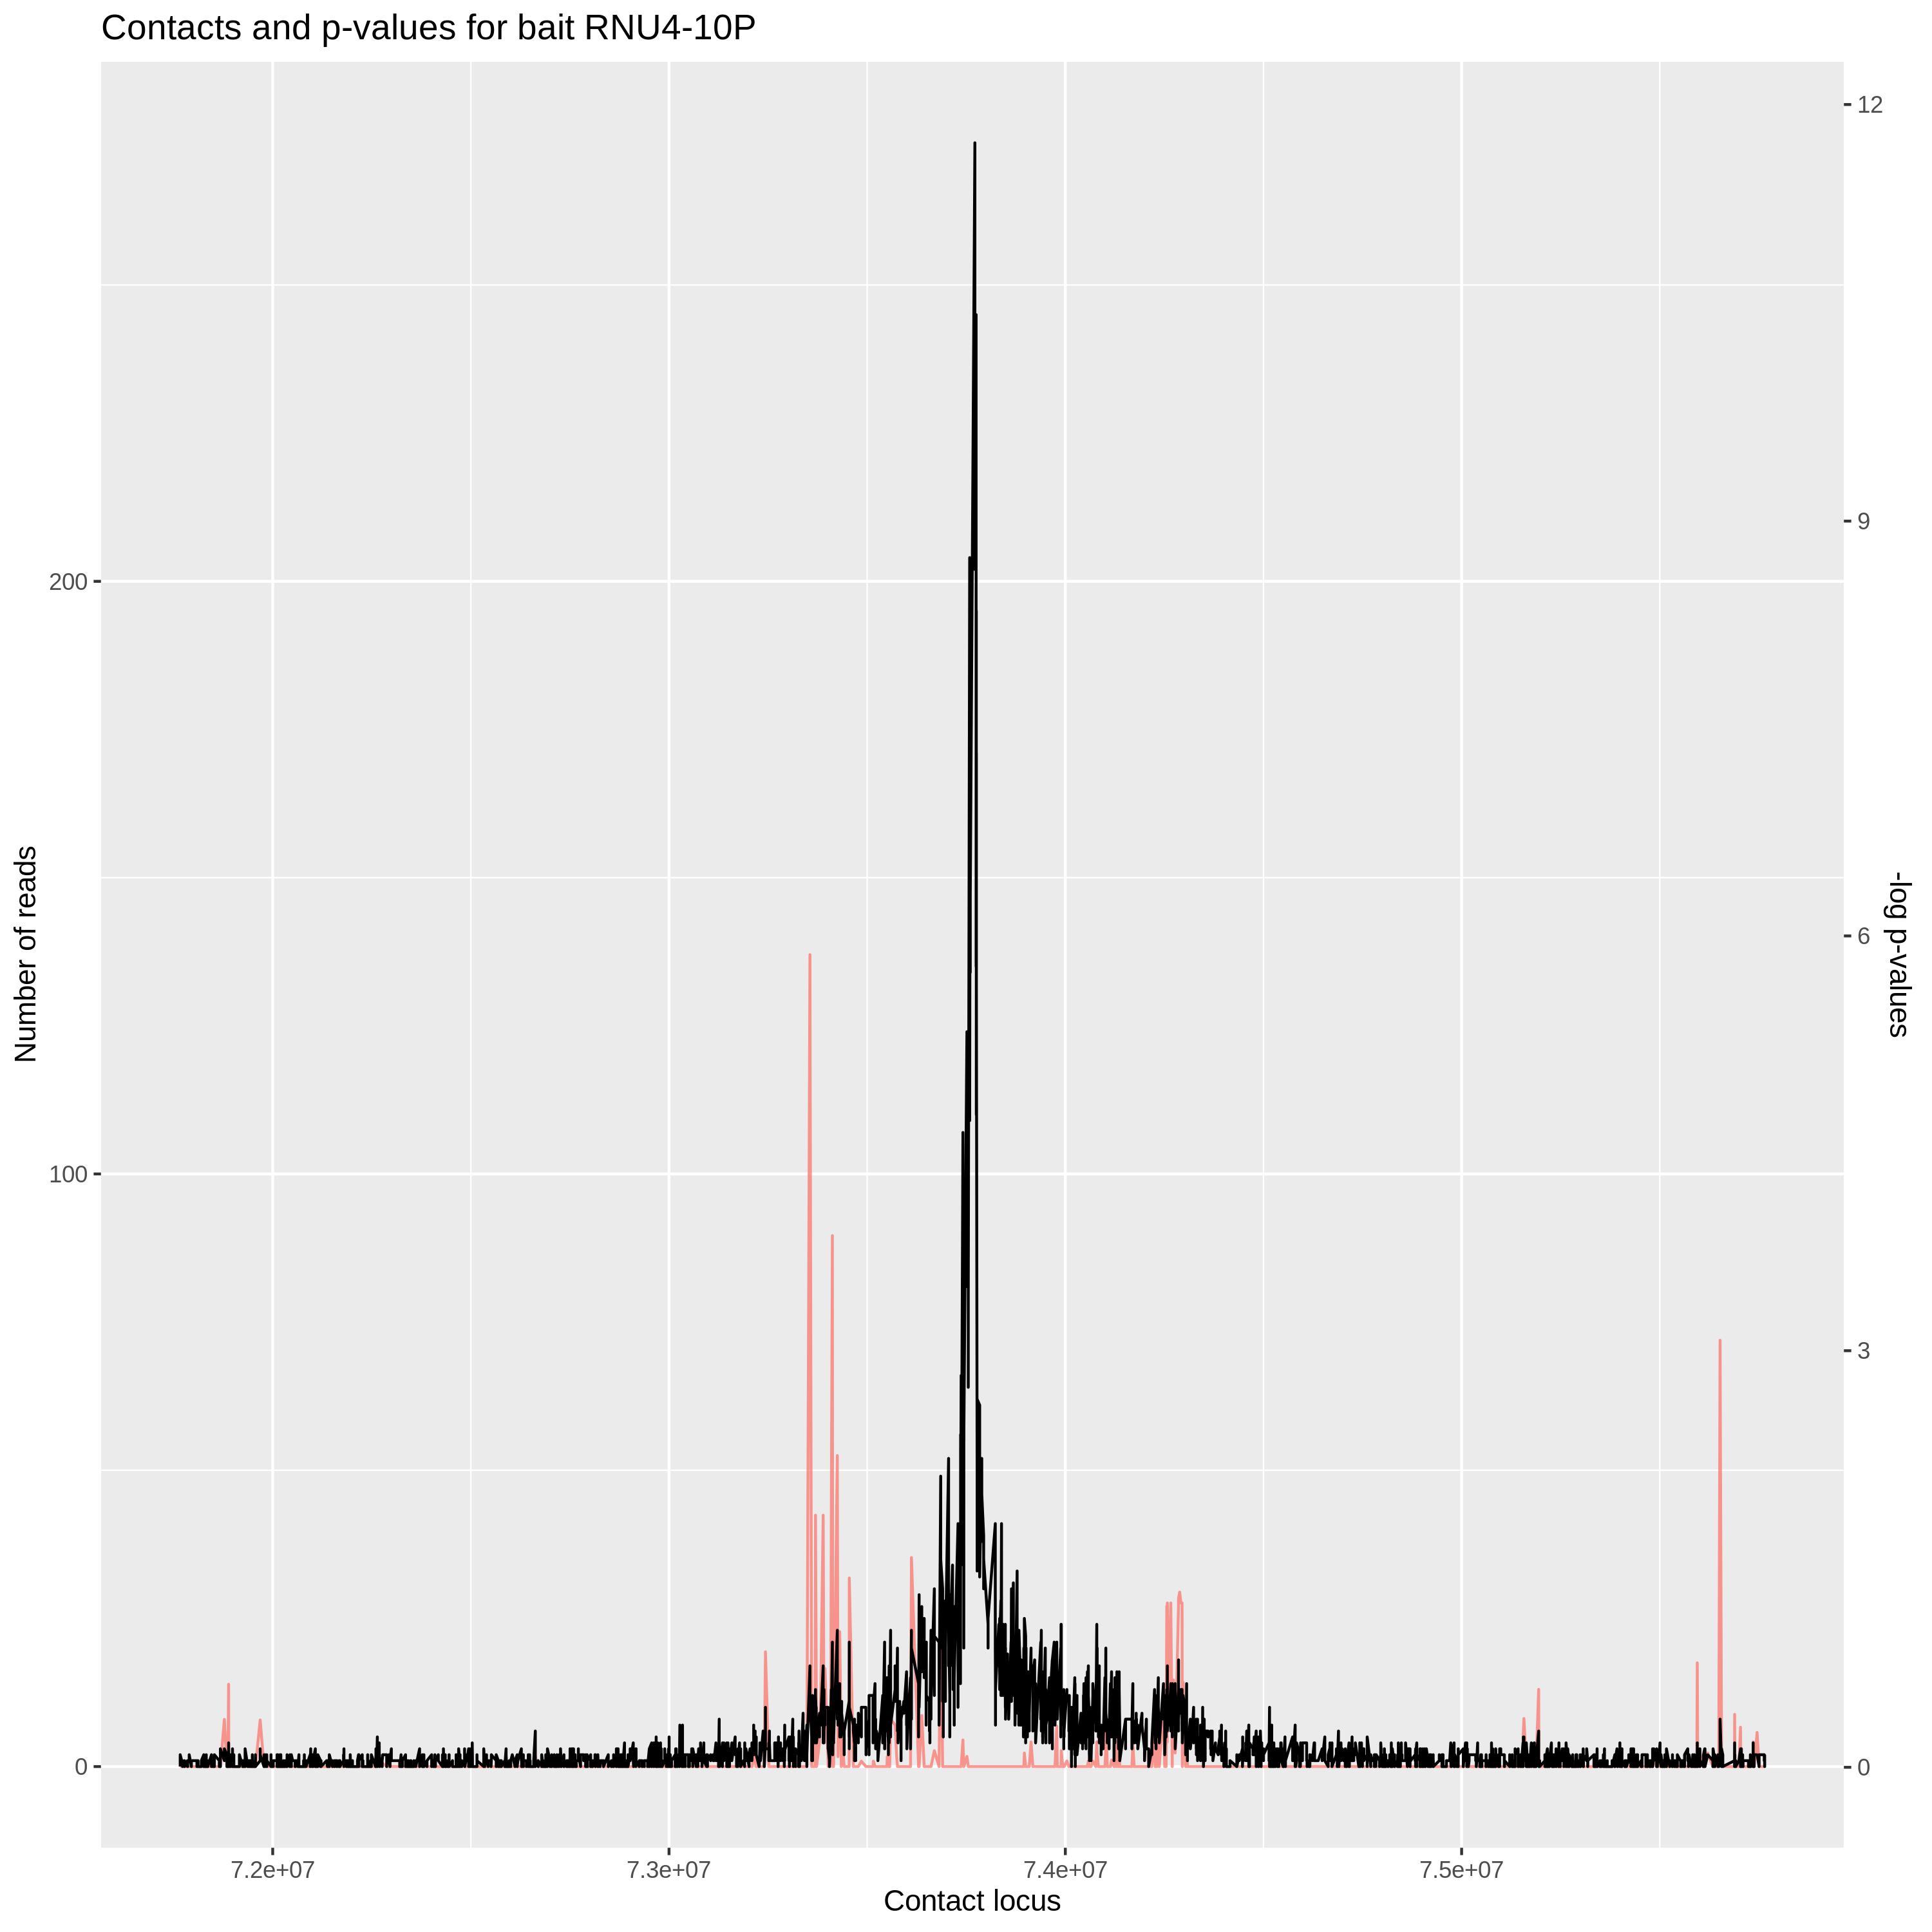 Contacts and p-values for bait RNU4-10P
12
9
200
6
Number of reads
-log p-values
100
3
0
0
7.2e+07 7.3e+07 7.4e+07 7.5e+07
Contact locus